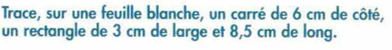 Trace, sur une feuille blanche, un carré de 6 cm de côté,
un rectangle de 3 cm de large et 8,5 cm de long.